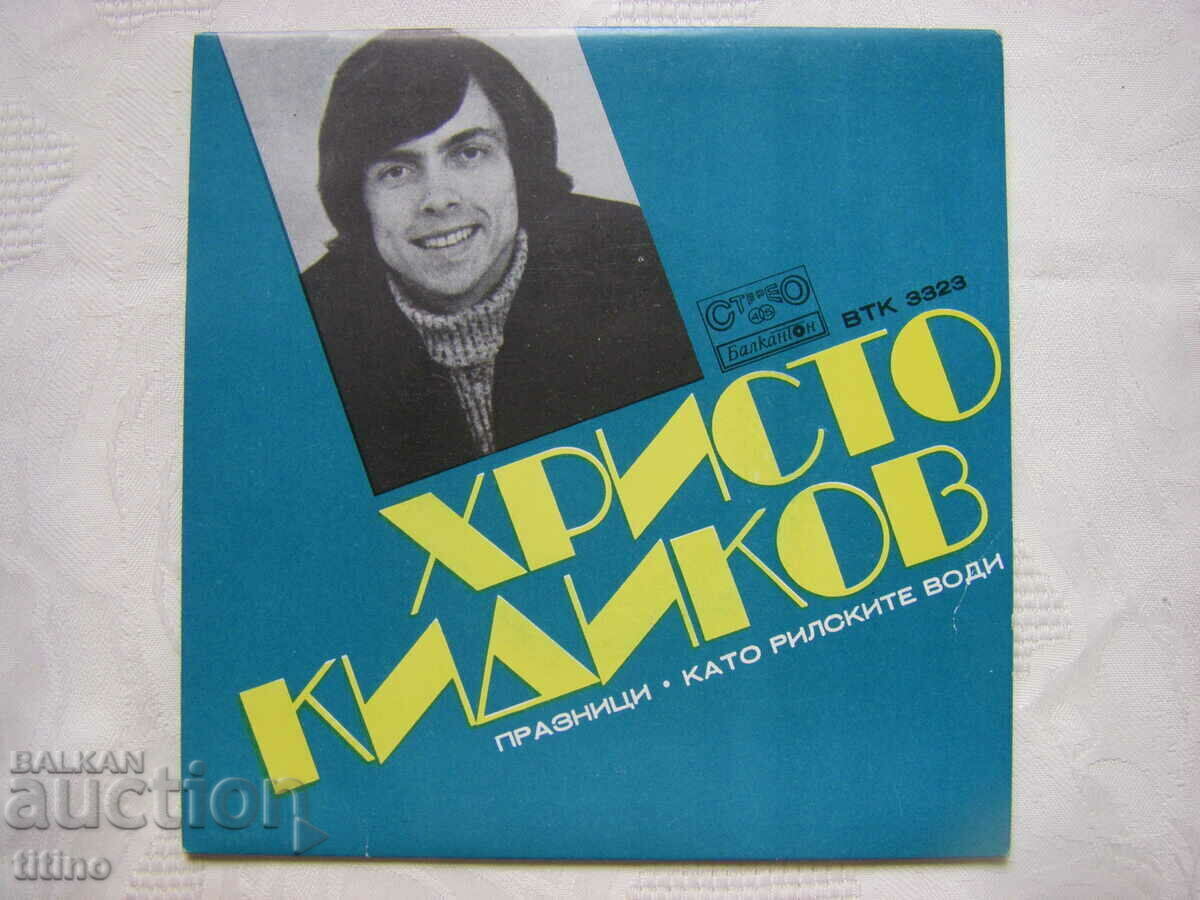 СТЕРЕО
45
Балкантон
ВТК 3323
ХРИСТО
КИДИКОВ
ПРАЗНИЦИ • КАТО РИЛСКИТЕ ВОДИ
BALKAN
auction
titino